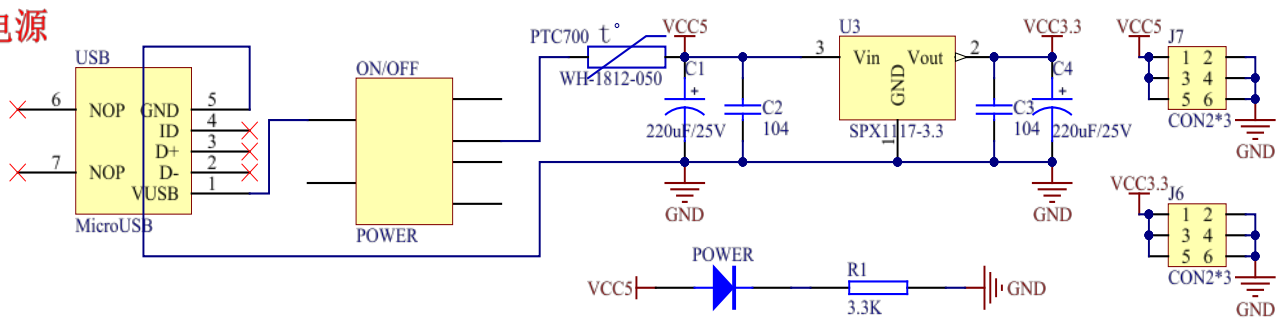 电源
USB
6
NOP
GND
5
ID
4
D+
3
7
NOP
D-
2
VUSB
1
MicroUSB
ON/OFF
POWER
PTC700
t°
WH-1812-050
VCC5
C1
+
220uF/25V
C2
104
U3
3
Vin
Vout
2
GND
1
SPX1117-3.3
C3
104
VCC3.3
C4
+
220uF/25V
GND
GND
VCC5
POWER
R1
3.3K
GND
VCC5
J7
1 2
3 4
5 6
CON2*3
GND
VCC3.3
J6
1 2
3 4
5 6
CON2*3
GND